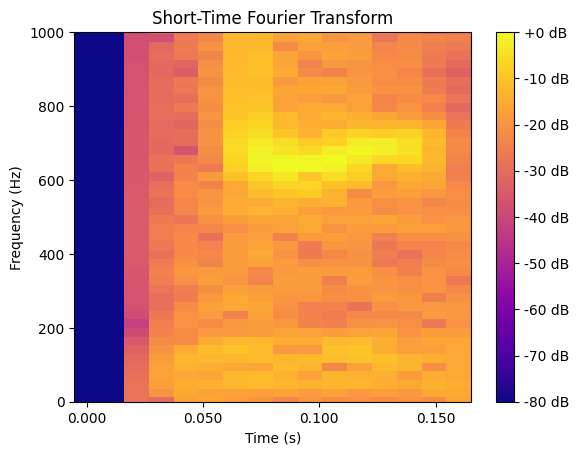 Short-Time Fourier Transform
Frequency (Hz)
1000
800
600
400
200
0
0.000
0.050
0.100
0.150
Time (s)
+0 dB
-10 dB
-20 dB
-30 dB
-40 dB
-50 dB
-60 dB
-70 dB
-80 dB